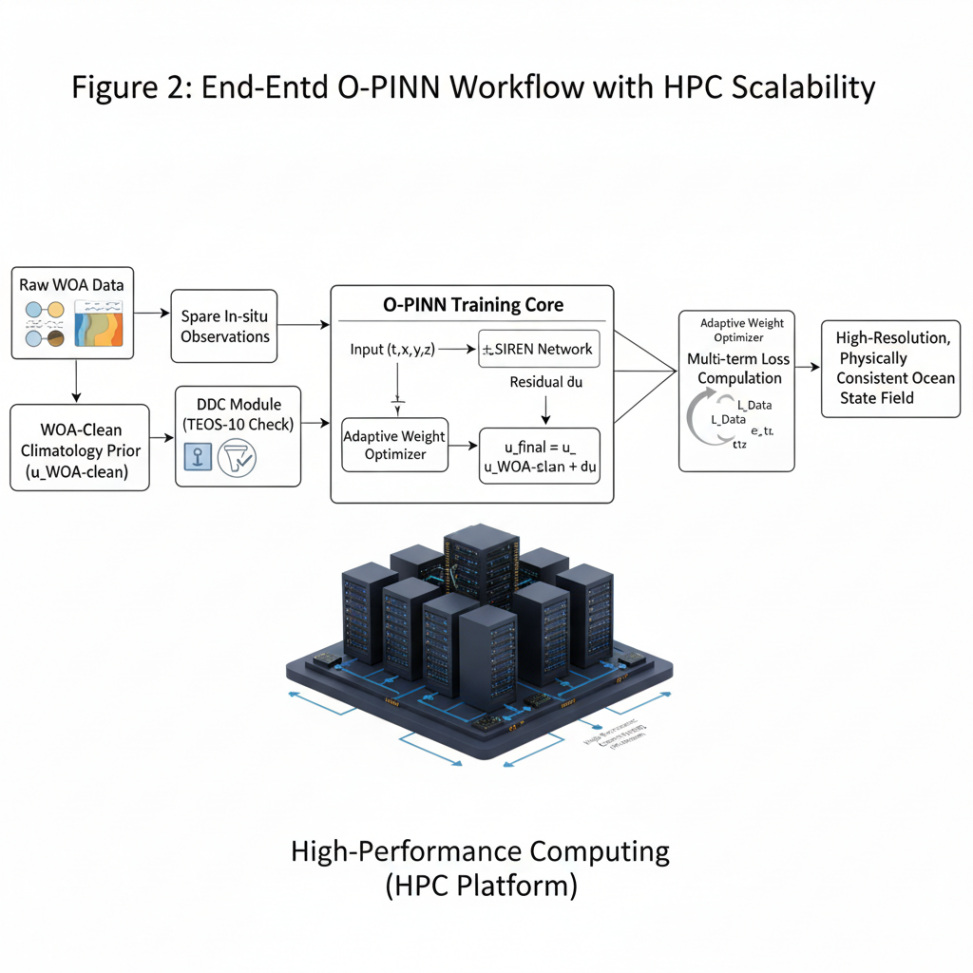 Figure 2: End-Entd O-PINN Workflow with HPC Scalability
Raw WOA Data
Spare In-situ
Observations
WOA-Clean
Climatology Prior
(u_WOA-clean)
DDC Module
(TEOS-10 Check)
O-PINN Training Core
Input (t,x,y,z)
SIREN Network
Residual du
Adaptive Weight
Optimizer
u_final = u_
u_WOA-clan + du
Adaptive Weight
Optimizer
Multi-term Loss
Compulation
L_Data
L_Data
High-Resolution,
Physically
Consistent Ocean
State Field
High-Performance Computing
(HPC Platform)